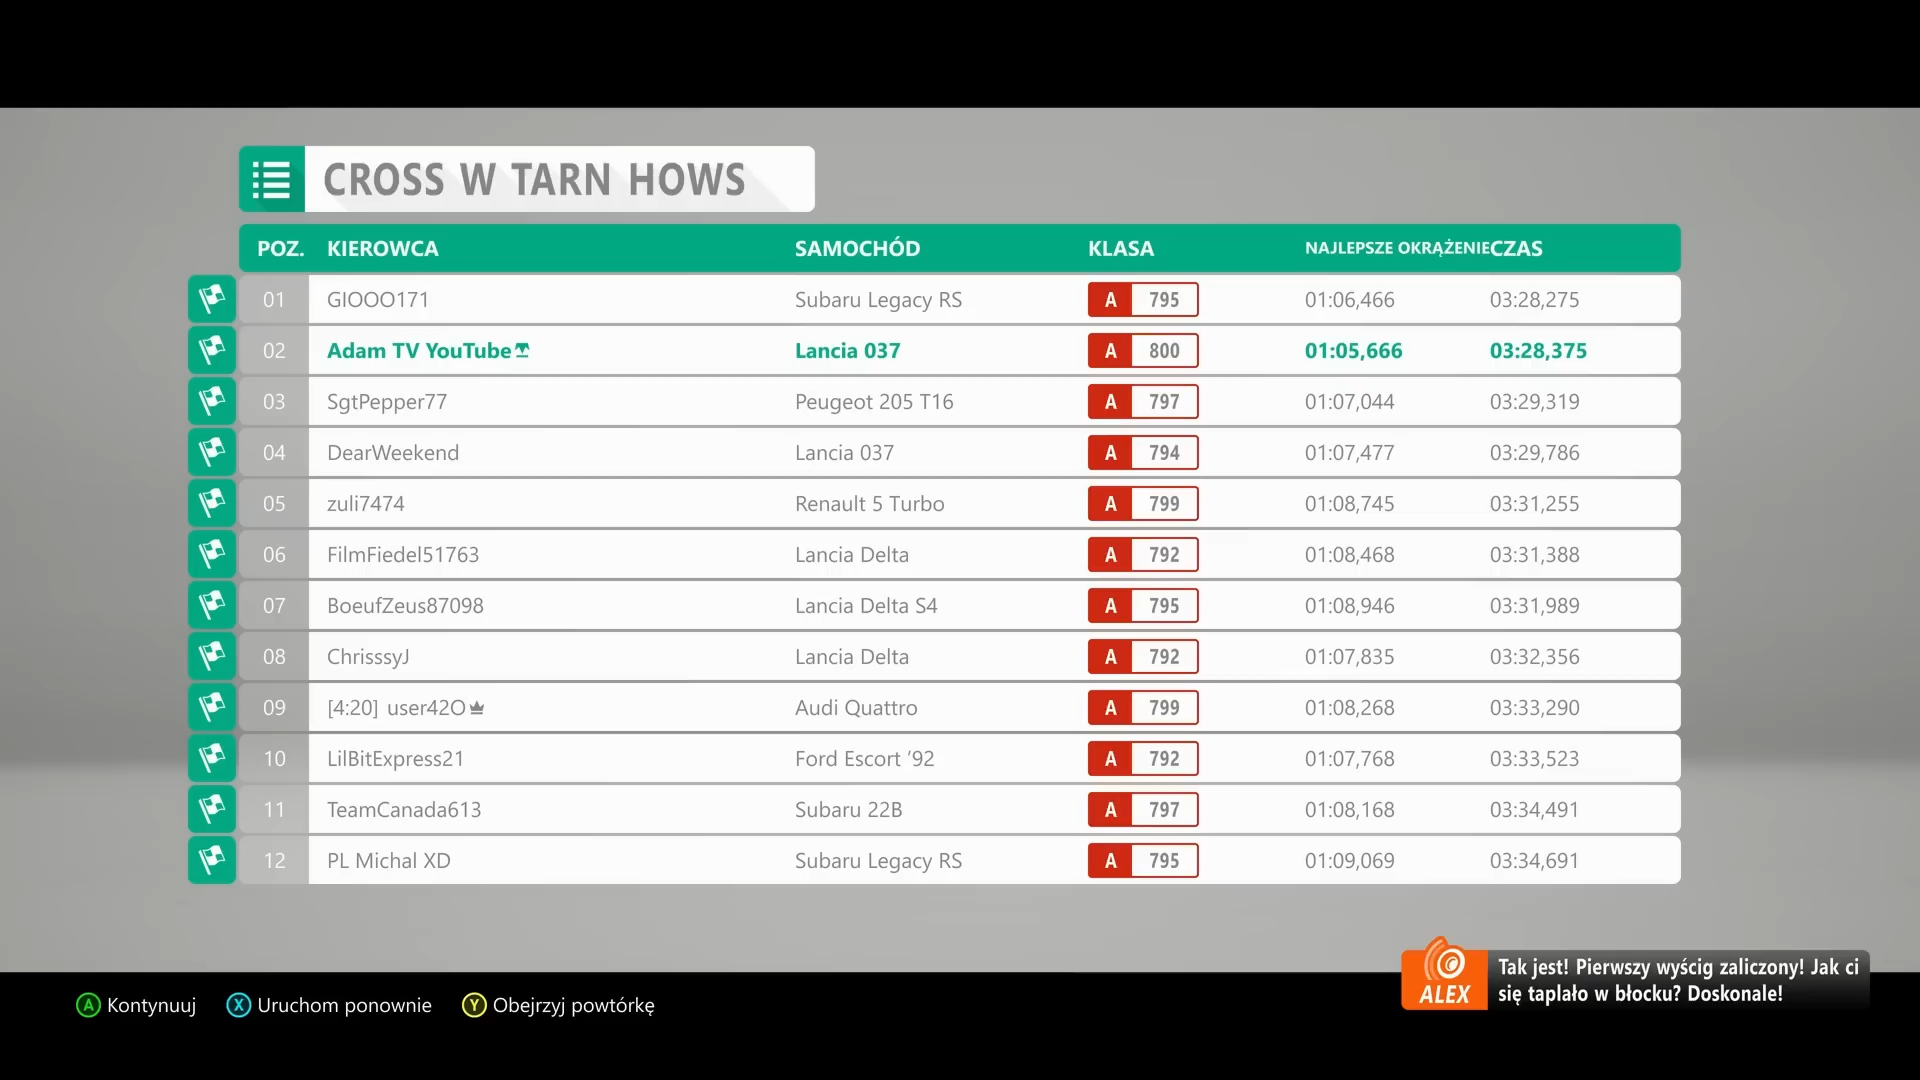 CROSS W TARN HOWS
POZ. KIEROWCA SAMOCHÓD KLASA NAJLEPSZE OKRĄŻENIE CZAS
01 GIOOO171 Subaru Legacy RS A 795 01:06,466 03:28,275
02 Adam TV YouTube Lancia 037 A 800 01:05,666 03:28,375
03 SgtPepper77 Peugeot 205 T16 A 797 01:07,044 03:29,319
04 DearWeekend Lancia 037 A 794 01:07,477 03:29,786
05 zuli7474 Renault 5 Turbo A 799 01:08,745 03:31,255
06 FilmFiedel51763 Lancia Delta A 792 01:08,468 03:31,388
07 BoeufZeus87098 Lancia Delta S4 A 795 01:08,946 03:31,989
08 ChrisssyJ Lancia Delta A 792 01:07,835 03:32,356
09 [4:20] user42O Audi Quattro A 799 01:08,268 03:33,290
10 LilBitExpress21 Ford Escort ’92 A 792 01:07,768 03:33,523
11 TeamCanada613 Subaru 22B A 797 01:08,168 03:34,491
12 PL Michal XD Subaru Legacy RS A 795 01:09,069 03:34,691
ALEX
Tak jest! Pierwszy wyścig zaliczony! Jak ci
się taplało w błocku? Doskonale!
A Kontynuuj X Uruchom ponownie Y Obejrzyj powtórkę